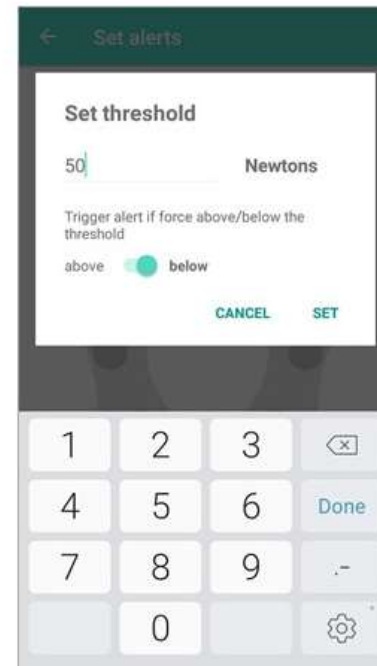 Set alerts
Set threshold
50 Newtons
Trigger alert if force above/below the
threshold
above below
CANCEL SET
1 2 3
4 5 6 Done
7 8 9 .-
0